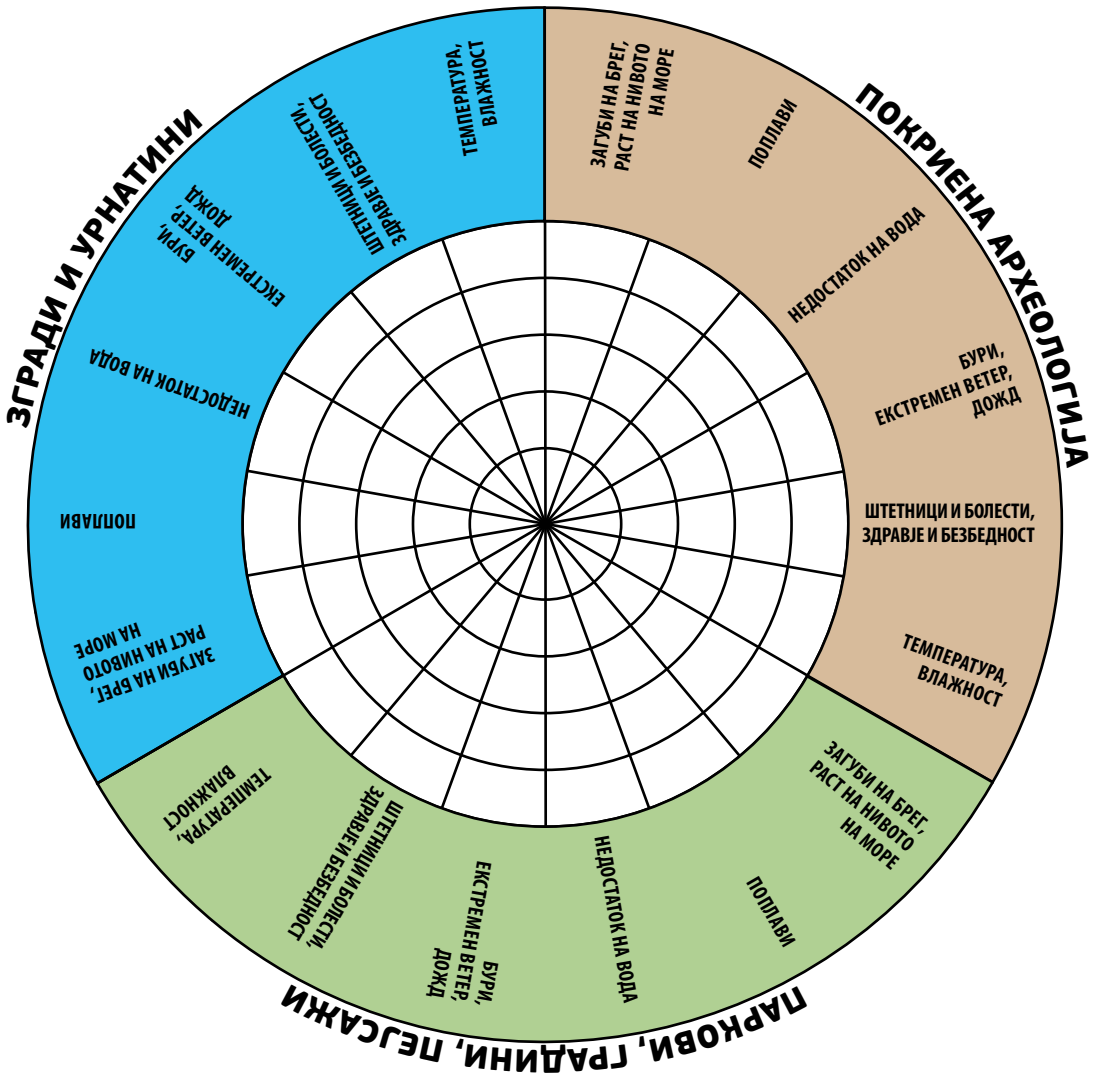 ПОКРИЕНА АРХЕОЛОГИЈА
ЗАГУБИ НА БРЕГ,
РАСТ НА НИВОТО
НА МОРЕ
ПОПЛАВИ
НЕДОСТАТОК НА ВОДА
БУРИ,
ЕКСТРЕМЕН ВЕТЕР,
ДОЖД
ШТЕТНИЦИ И БОЛЕСТИ,
ЗДРАВЈЕ И БЕЗБЕДНОСТ
ТЕМПЕРАТУРА,
ВЛАЖНОСТ
ПАРКОВИ, ГРАДИНИ, ПЕЈСАЖИ
ЗАГУБИ НА БРЕГ,
РАСТ НА НИВОТО
НА МОРЕ
ПОПЛАВИ
НЕДОСТАТОК НА ВОДА
БУРИ,
ЕКСТРЕМЕН ВЕТЕР,
ДОЖД
ШТЕТНИЦИ И БОЛЕСТИ,
ЗДРАВЈЕ И БЕЗБЕДНОСТ
ТЕМПЕРАТУРА,
ВЛАЖНОСТ
ЗГРАДИ И УРНАТИНИ
ЗАГУБИ НА БРЕГ,
РАСТ НА НИВОТО
НА МОРЕ
ПОПЛАВИ
НЕДОСТАТОК НА ВОДА
БУРИ,
ЕКСТРЕМЕН ВЕТЕР,
ДОЖД
ШТЕТНИЦИ И БОЛЕСТИ,
ЗДРАВЈЕ И БЕЗБЕДНОСТ
ТЕМПЕРАТУРА,
ВЛАЖНОСТ